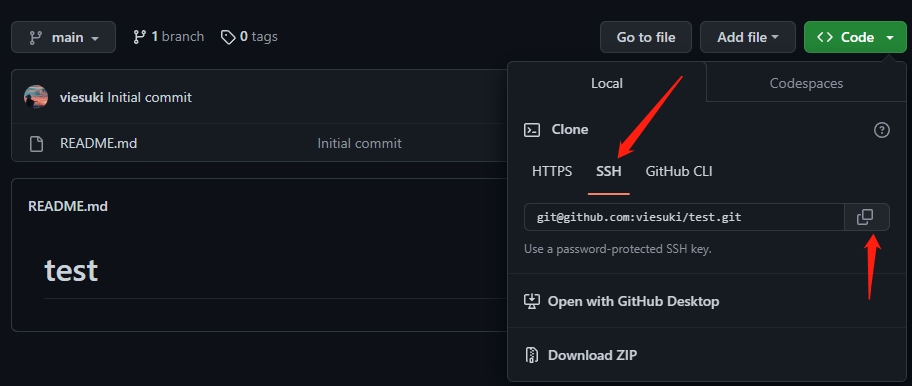 main
1 branch
0 tags
Go to file
Add file
Code
viesuki Initial commit
README.md
Initial commit
README.md
test
Local
Codespaces
Clone
HTTPS
SSH
GitHub CLI
git@github.com:viesuki/test.git
Use a password-protected SSH key.
Open with GitHub Desktop
Download ZIP